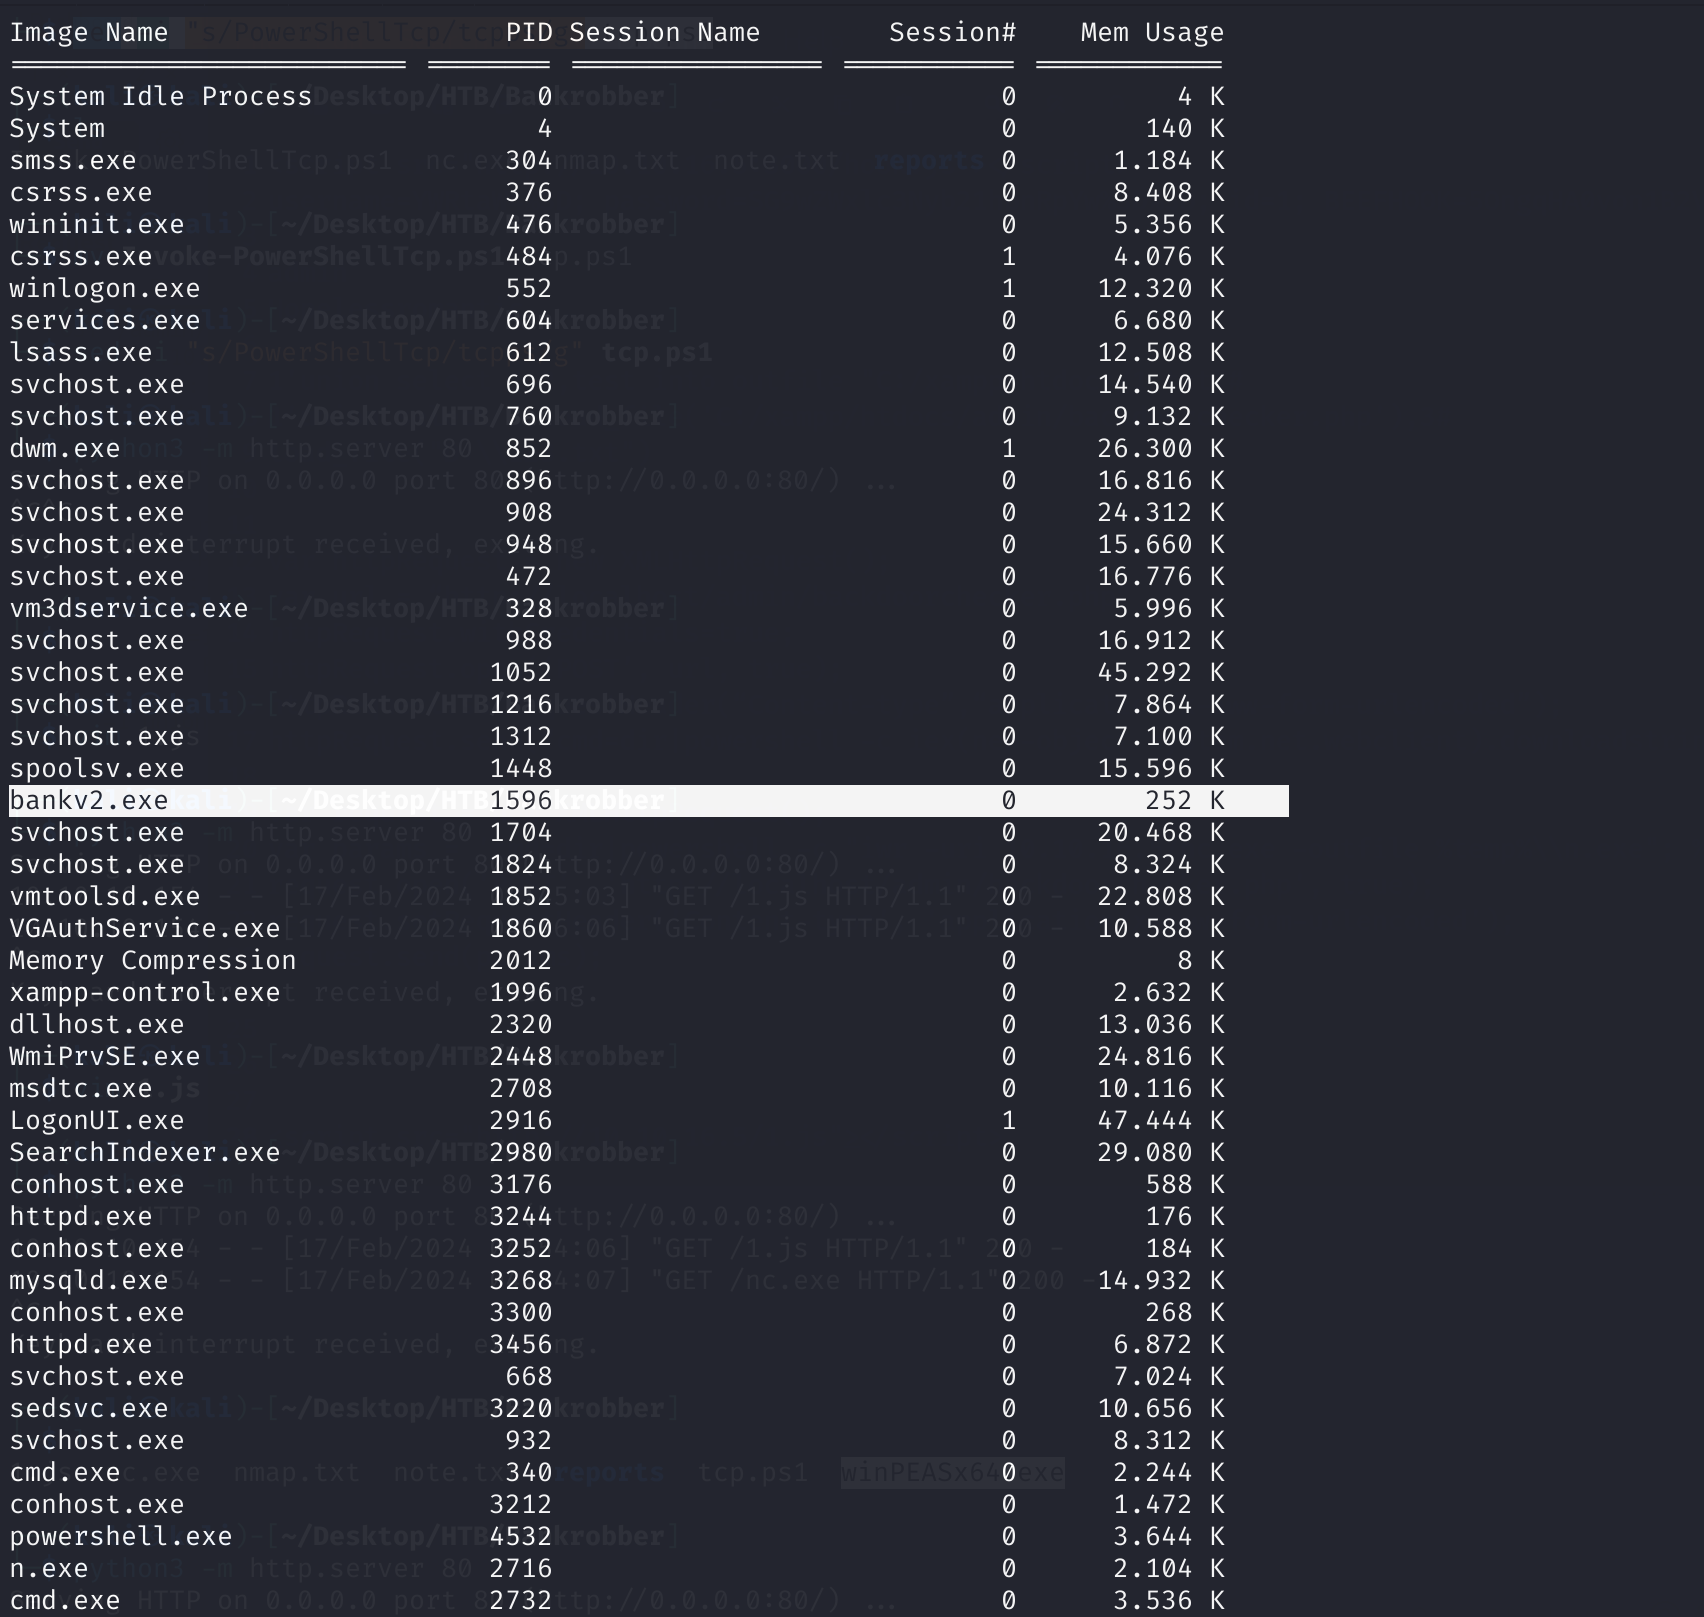 Image Name                     PID Session Name        Session#    Mem Usage
========================= ======== ================ =========== ============
System Idle Process              0                            0          4 K
System                           4                            0        140 K
smss.exe                       304                            0      1.184 K
csrss.exe                      376                            0      8.408 K
wininit.exe                    476                            0      5.356 K
csrss.exe                      484                            1      4.076 K
winlogon.exe                   552                            1     12.320 K
services.exe                   604                            0      6.680 K
lsass.exe                      612                            0     12.508 K
svchost.exe                    696                            0     14.540 K
svchost.exe                    760                            0      9.132 K
dwm.exe                        852                            1     26.300 K
svchost.exe                    896                            0     16.816 K
svchost.exe                    908                            0     24.312 K
svchost.exe                    948                            0     15.660 K
svchost.exe                    472                            0     16.776 K
vm3dservice.exe                328                            0      5.996 K
svchost.exe                    988                            0     16.912 K
svchost.exe                   1052                            0     45.292 K
svchost.exe                   1216                            0      7.864 K
svchost.exe                   1312                            0      7.100 K
spoolsv.exe                   1448                            0     15.596 K
bankv2.exe                    1596                            0        252 K
svchost.exe                   1704                            0     20.468 K
svchost.exe                   1824                            0      8.324 K
vmtoolsd.exe                  1852                            0     22.808 K
VGAuthService.exe             1860                            0     10.588 K
Memory Compression            2012                            0          8 K
xampp-control.exe             1996                            0      2.632 K
dllhost.exe                   2320                            0     13.036 K
WmiPrvSE.exe                  2448                            0     24.816 K
msdtc.exe                     2708                            0     10.116 K
LogonUI.exe                   2916                            1     47.444 K
SearchIndexer.exe             2980                            0     29.080 K
conhost.exe                   3176                            0        588 K
httpd.exe                     3244                            0        176 K
conhost.exe                   3252                            0        184 K
mysqld.exe                    3268                            0     14.932 K
conhost.exe                   3300                            0        268 K
httpd.exe                     3456                            0      6.872 K
svchost.exe                    668                            0      7.024 K
sedsvc.exe                    3220                            0     10.656 K
svchost.exe                    932                            0      8.312 K
cmd.exe                        340                            0      2.244 K
conhost.exe                   3212                            0      1.472 K
powershell.exe                4532                            0      3.644 K
n.exe                         2716                            0      2.104 K
cmd.exe                       2732                            0      3.536 K